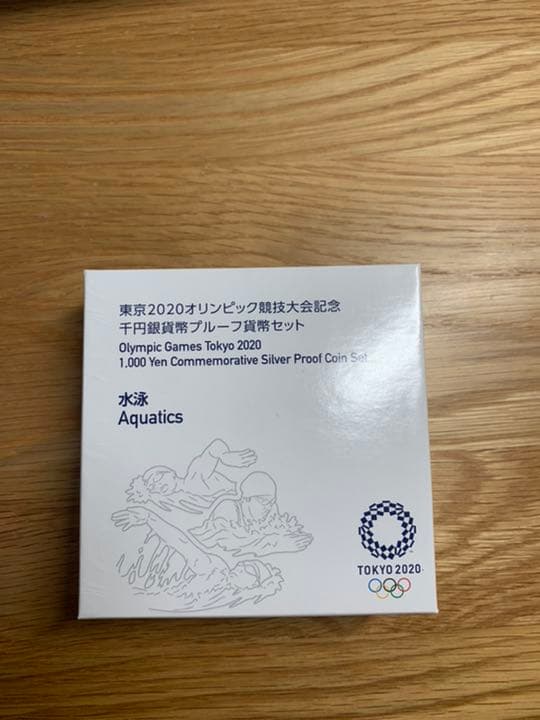 東京2020オリンピック競技大会記念
千円銀貨幣プルーフ貨幣セット
Olympic Games Tokyo 2020
1,000 Yen Commemorative Silver Proof Coin Set
水泳
Aquatics
TOKYO 2020